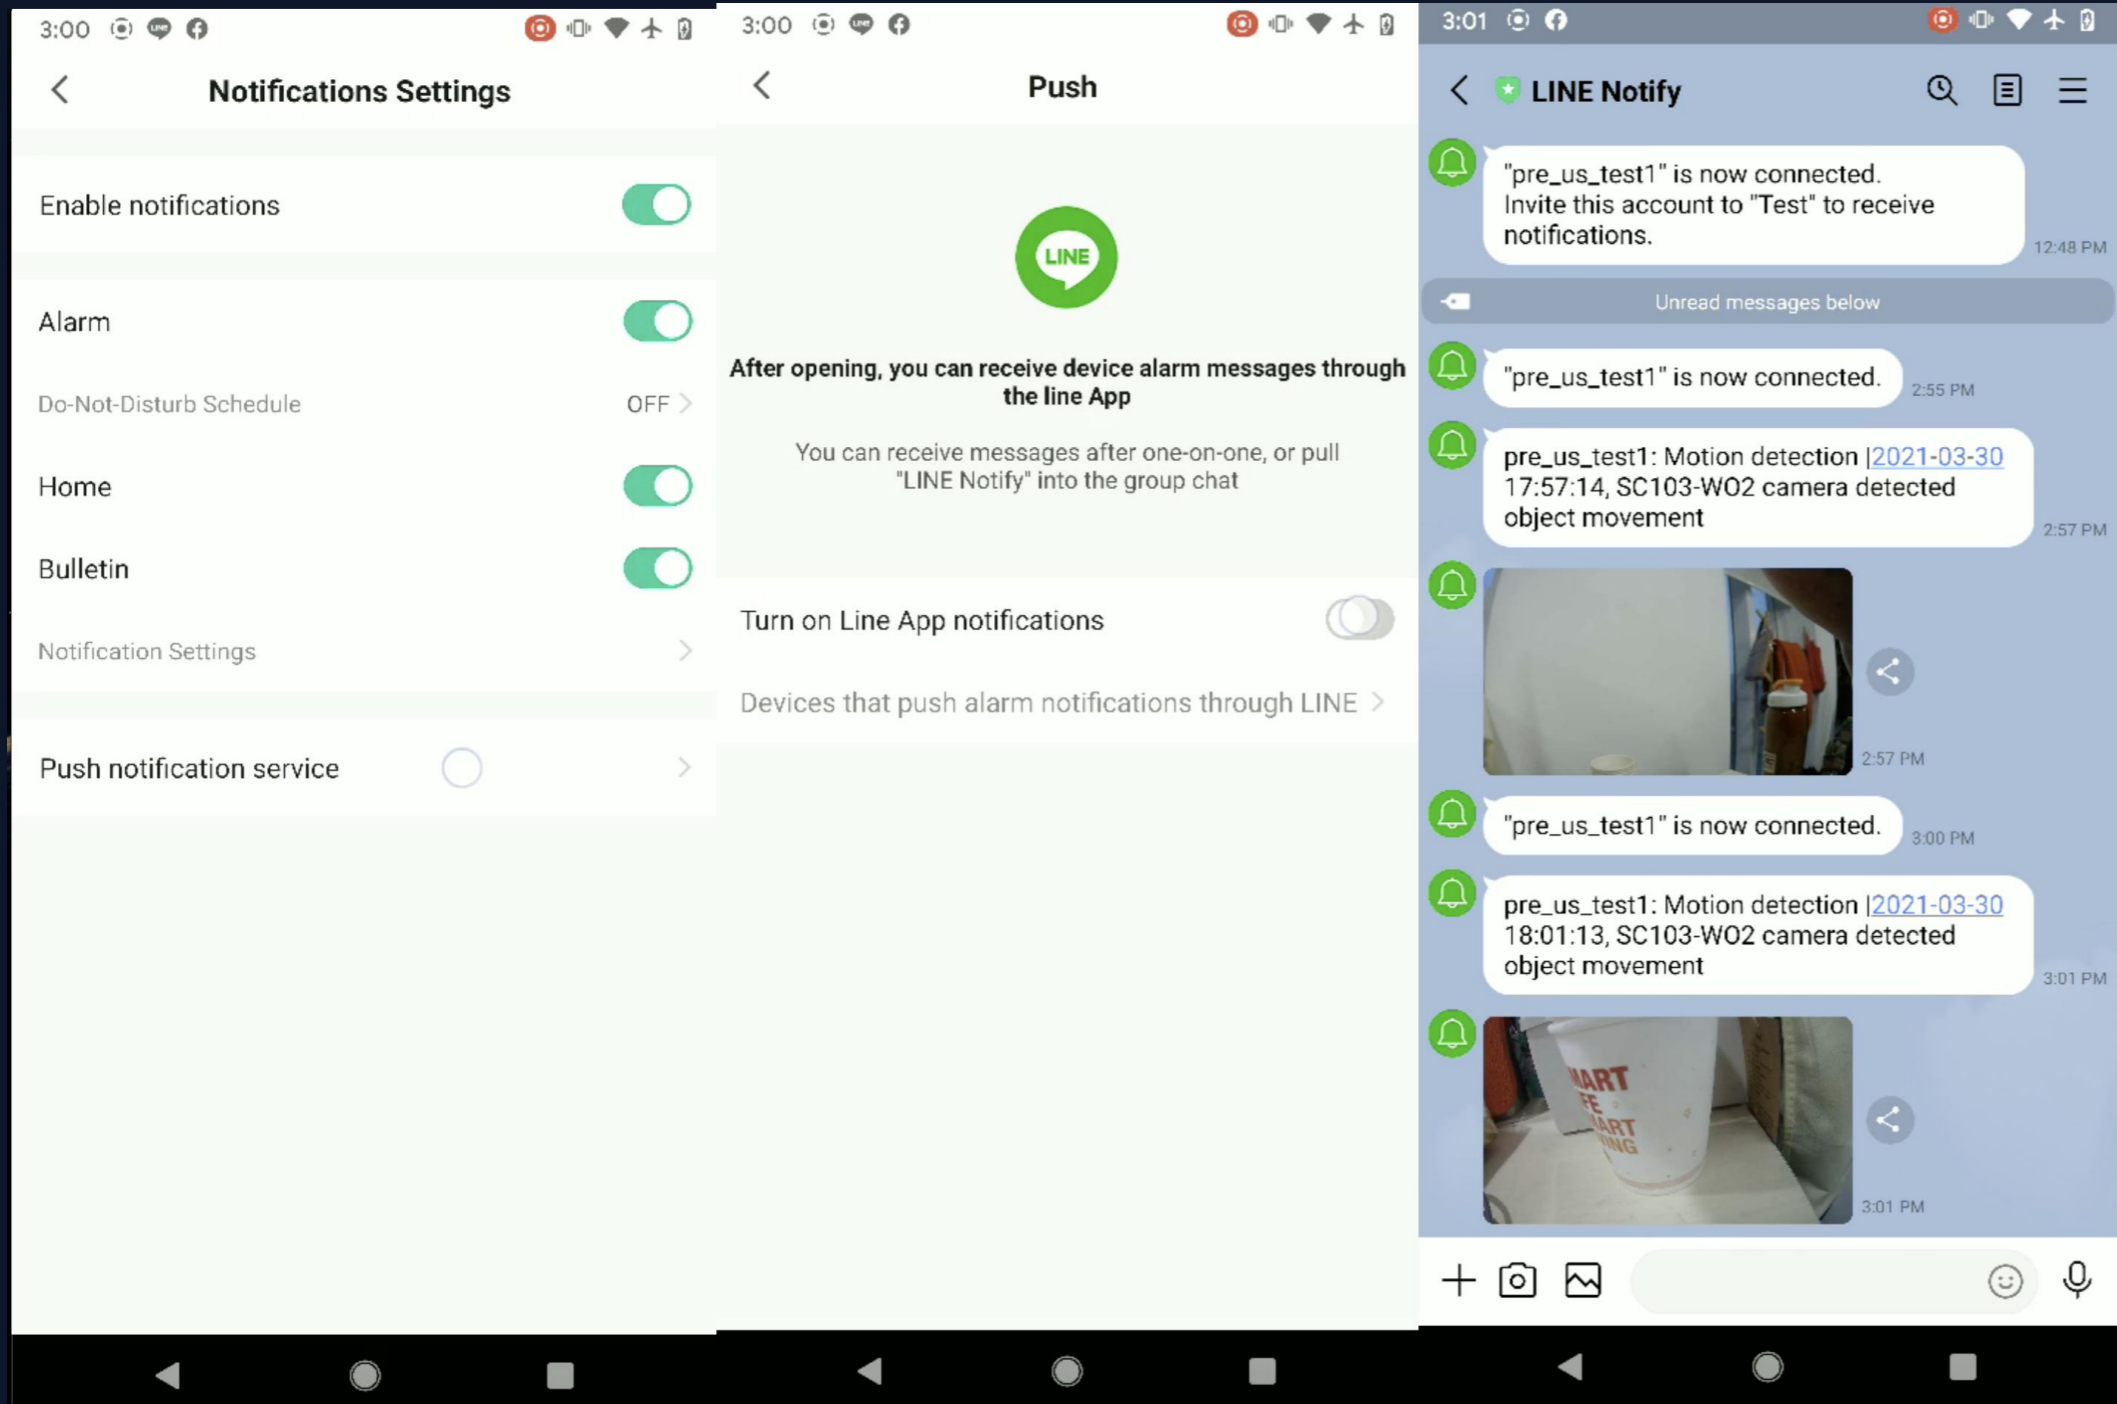 3:00
Notifications Settings
Enable notifications
Alarm
Do-Not-Disturb Schedule OFF
Home
Bulletin
Notification Settings
Push notification service
3:00
Push
LINE
After opening, you can receive device alarm messages through
the line App
You can receive messages after one-on-one, or pull
"LINE Notify" into the group chat
Turn on Line App notifications
Devices that push alarm notifications through LINE
3:01
LINE Notify
"pre_us_test1" is now connected.
Invite this account to "Test" to receive
notifications.
12:48 PM
Unread messages below
"pre_us_test1" is now connected.
2:55 PM
pre_us_test1: Motion detection |2021-03-30
17:57:14, SC103-WO2 camera detected
object movement
2:57 PM
2:57 PM
"pre_us_test1" is now connected.
3:00 PM
pre_us_test1: Motion detection |2021-03-30
18:01:13, SC103-WO2 camera detected
object movement
3:01 PM
MART
FE
ART
ING
3:01 PM